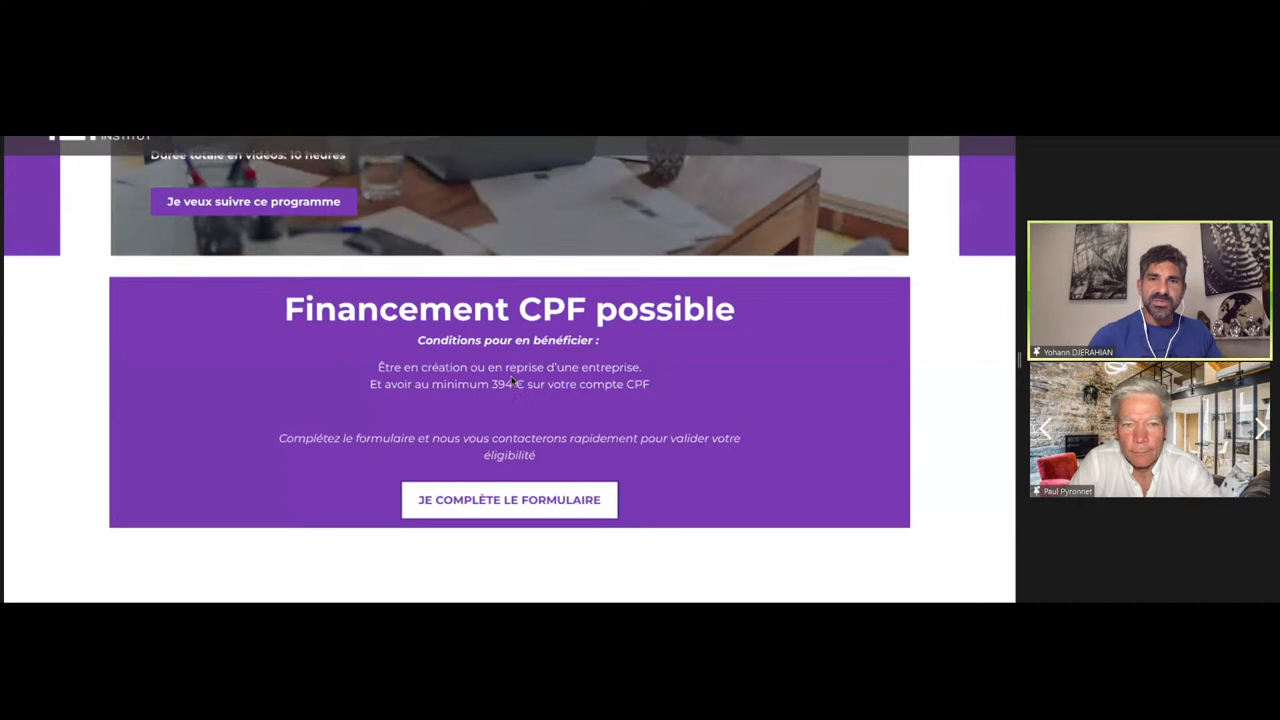 INSTITUT
Durée totale en vidéos: 10 heures
Je veux suivre ce programme
Financement CPF possible
Conditions pour en bénéficier :
Être en création ou en reprise d'une entreprise.
Et avoir au minimum 394 € sur votre compte CPF
Complétez le formulaire et nous vous contacterons rapidement pour valider votre
éligibilité
JE COMPLÈTE LE FORMULAIRE
Yohann DJERAHIAN
Paul Pyronnet